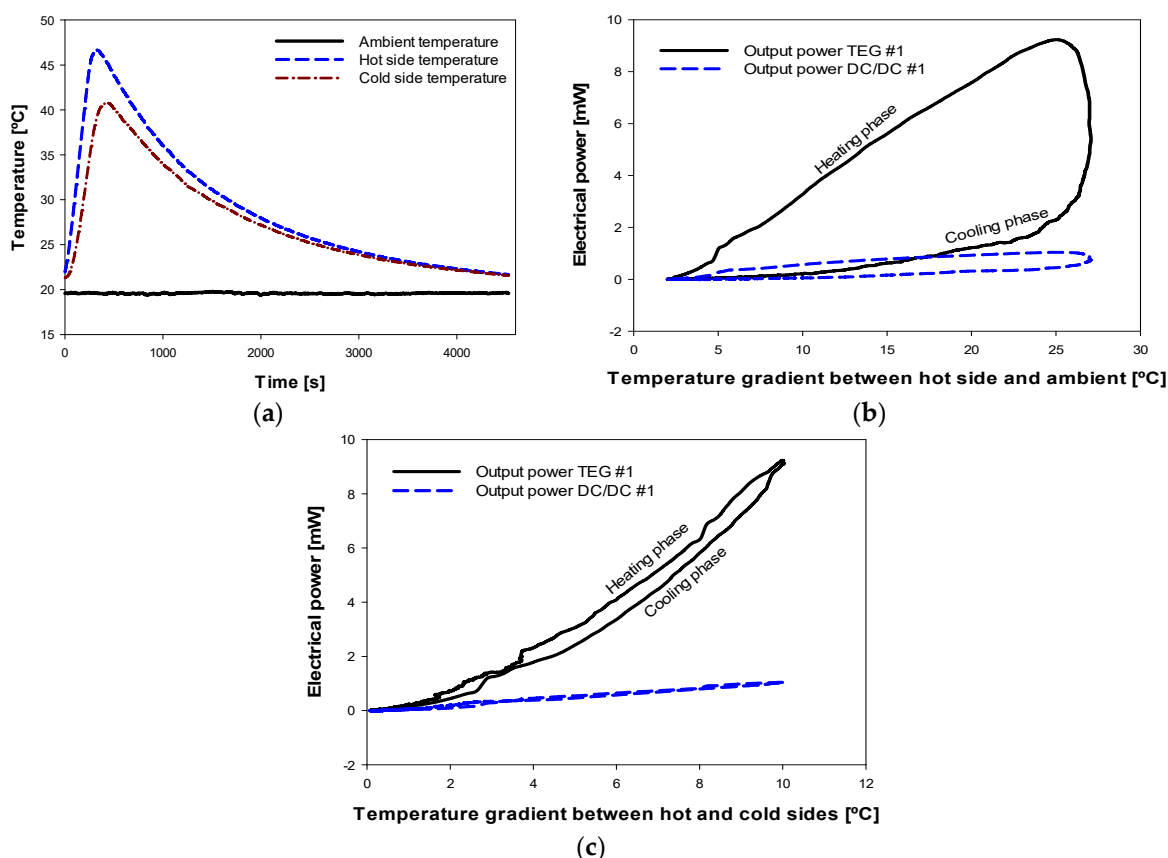 50
45
40
35
30
25
20
15
Temperature [ºC]
Ambient temperature
Hot side temperature
Cold side temperature
0
1000
2000
3000
4000
Time [s]
(a)
10
8
6
4
2
0
-2
Electrical power [mW]
Output power TEG #1
Output power DC/DC #1
Heating phase
Cooling phase
0
5
10
15
20
25
30
Temperature gradient between hot side and ambient [ºC]
(b)
10
8
6
4
2
0
-2
Electrical power [mW]
Output power TEG #1
Output power DC/DC #1
Heating phase
Cooling phase
0
2
4
6
8
10
12
Temperature gradient between hot and cold sides [ºC]
(c)